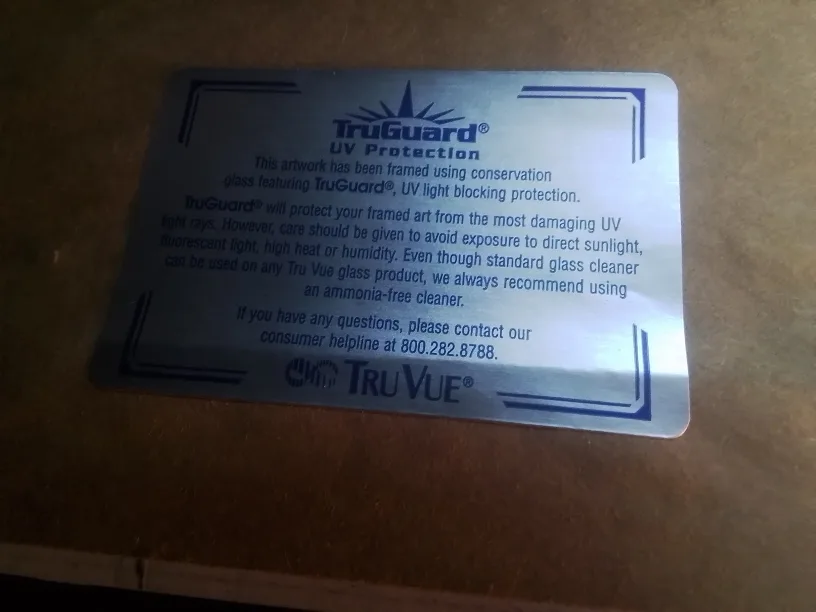 TruGuard®
UV Protection
This artwork has been framed using conservation
glass featuring TruGuard®, UV light blocking protection.
TruGuard® will protect your framed art from the most damaging UV
light rays. However, care should be given to avoid exposure to direct sunlight,
fluorescent light, high heat or humidity. Even though standard glass cleaner
can be used on any Tru Vue glass product, we always recommend using
an ammonia-free cleaner.
If you have any questions, please contact our
consumer helpline at 800.282.8788.
TRU VUE®